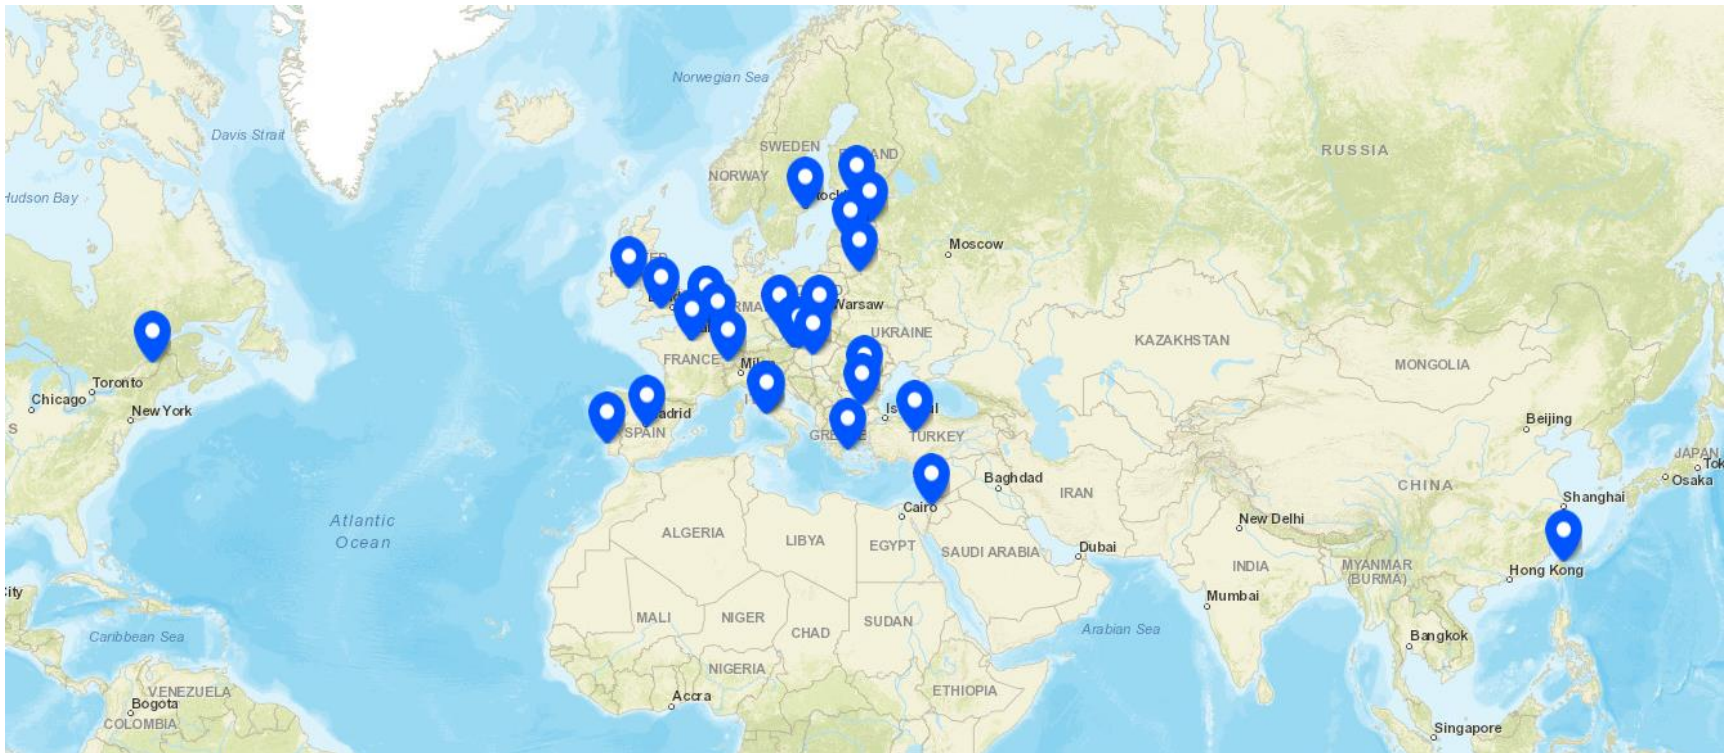 Norwegian Sea
Davis Strait
SWEDEN
RUSSIA
NORWAY
Hudson Bay
Moscow
Warsaw
UKRAINE
KAZAKHSTAN
MONGOLIA
FRANCE
Toronto
Chicago
New York
Beijing
SPAIN
TURKEY
JAPAN
Osaka
Baghdad
IRAN
CHINA
Shanghai
Cairo
New Delhi
Atlantic
Ocean
ALGERIA
LIBYA
EGYPT
SAUDI ARABIA
Dubai
INDIA
MYANMAR
(BURMA)
Hong Kong
Mumbai
MALI
NIGER
CHAD
SUDAN
Arabian Sea
Caribbean Sea
Bangkok
NIGERIA
ETHIOPIA
VENEZUELA
Bogota
COLOMBIA
Accra
Singapore